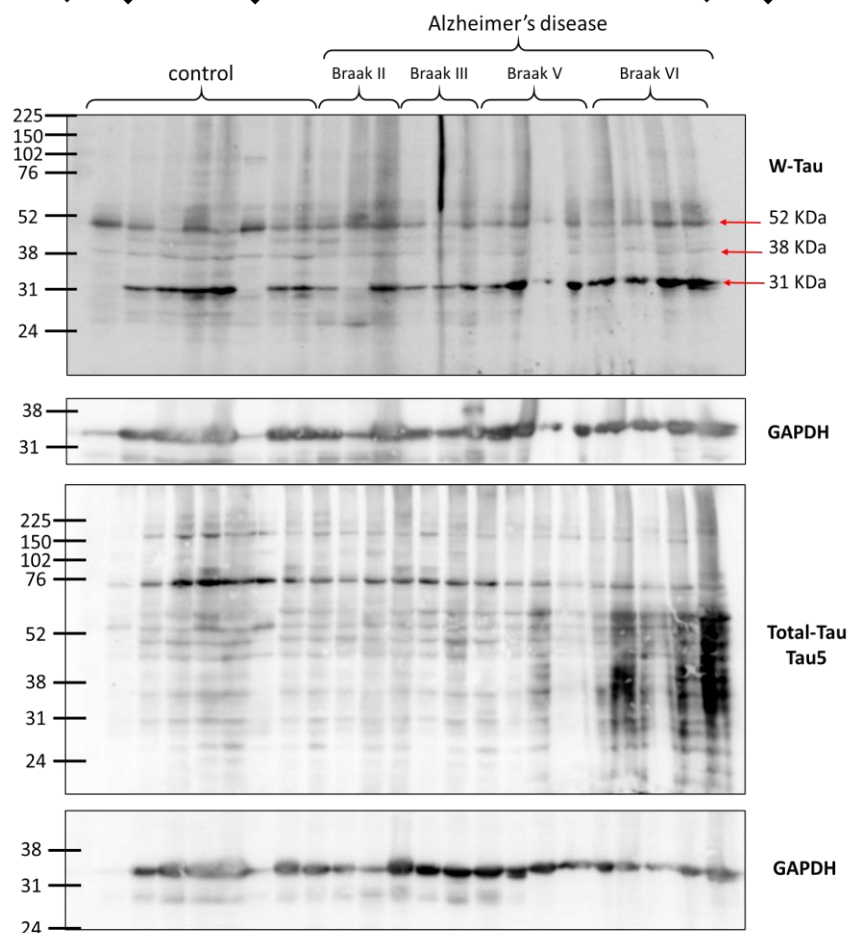 Alzheimer's disease
control
Braak II
Braak III
Braak V
Braak VI
225
150
102
76
52
38
31
24
W-Tau
52 KDa
38 KDa
31 KDa
38
31
GAPDH
225
150
102
76
52
38
31
24
Total-Tau
Tau5
38
31
24
GAPDH